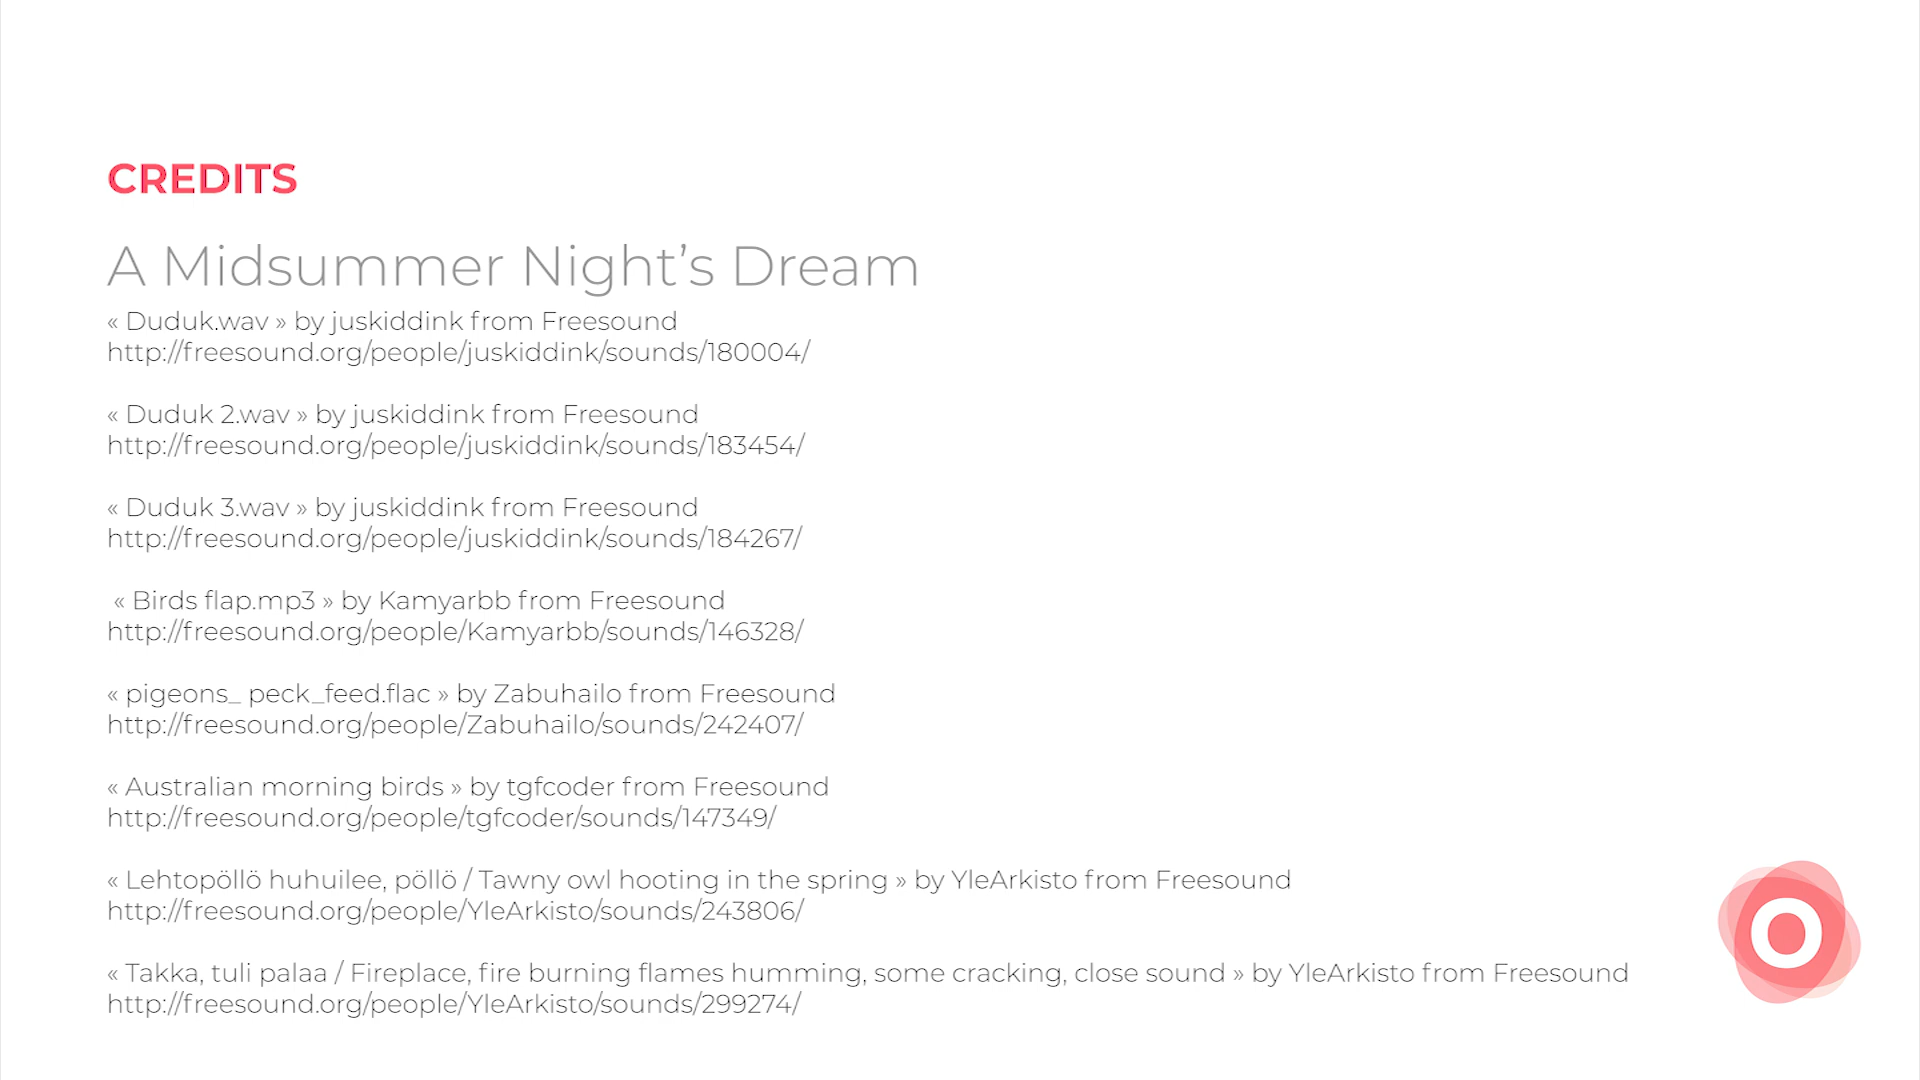 CREDITS
A Midsummer Night’s Dream
« Duduk.wav » by juskiddink from Freesound
http://freesound.org/people/juskiddink/sounds/180004/
« Duduk 2.wav » by juskiddink from Freesound
http://freesound.org/people/juskiddink/sounds/183454/
« Duduk 3.wav » by juskiddink from Freesound
http://freesound.org/people/juskiddink/sounds/184267/
« Birds flap.mp3 » by Kamyarbb from Freesound
http://freesound.org/people/Kamyarbb/sounds/146328/
« pigeons_ peck_feed.flac » by Zabuhailo from Freesound
http://freesound.org/people/Zabuhailo/sounds/242407/
« Australian morning birds » by tgfcoder from Freesound
http://freesound.org/people/tgfcoder/sounds/147349/
« Lehtopöllö huhuilee, pöllö / Tawny owl hooting in the spring » by YleArkisto from Freesound
http://freesound.org/people/YleArkisto/sounds/243806/
« Takka, tuli palaa / Fireplace, fire burning flames humming, some cracking, close sound » by YleArkisto from Freesound
http://freesound.org/people/YleArkisto/sounds/299274/
O